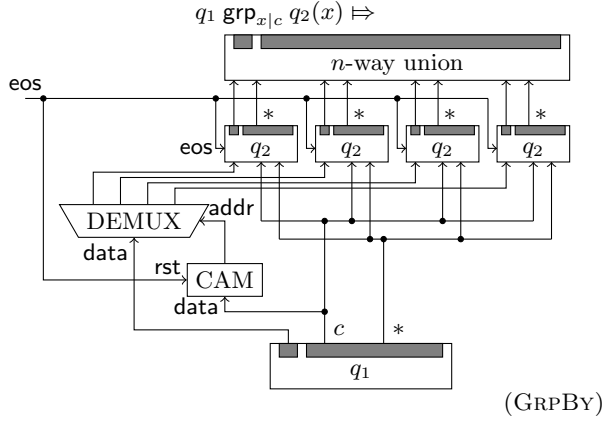 q₁ grpₓ|c q₂(x) ⤇
n-way union
eos
* * * *
eos q₂ q₂ q₂ q₂
DEMUX addr
data
rst CAM
data
c *
q₁
(GRPBY)